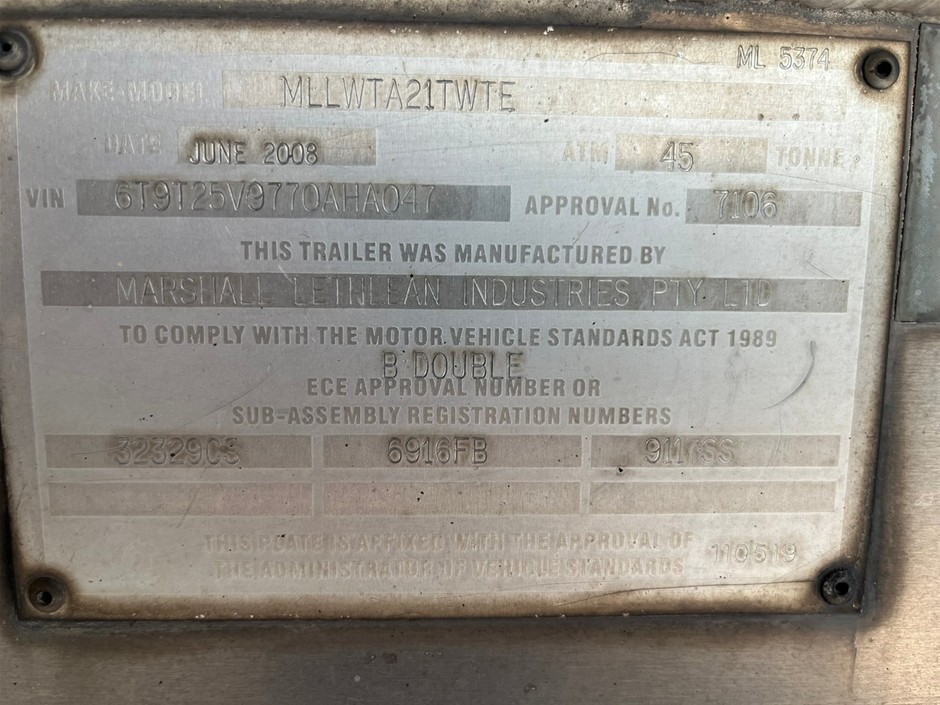 ML 5374
MAKE-MODEL MLLWTA21TWTE
DATE JUNE 2008 ATM 45 TONNE
VIN 6T9T25V9770AHA047 APPROVAL No. 7106
THIS TRAILER WAS MANUFACTURED BY
MARSHALL LETHLEAN INDUSTRIES PTY LTD
TO COMPLY WITH THE MOTOR VEHICLE STANDARDS ACT 1989
B DOUBLE
ECE APPROVAL NUMBER OR
SUB-ASSEMBLY REGISTRATION NUMBERS
32329CS 6916FB
THIS PLATE IS AFFIXED WITH THE APPROVAL OF
THE ADMINISTRATOR OF VEHICLE STANDARDS 110519